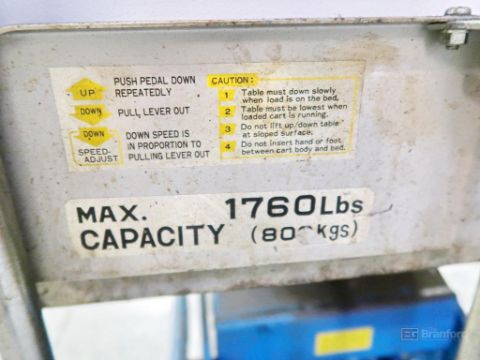 UP PUSH PEDAL DOWN REPEATEDLY
DOWN PULL LEVER OUT
DOWN SPEED-ADJUST DOWN SPEED IS IN PROPORTION TO PULLING LEVER OUT
CAUTION:
1 Table must down slowly
when load is on the bed.
2 Table must be lowest when
loaded cart is running.
3 Do not lift up/down table
at sloped surface.
4 Do not insert hand or foot
between cart body and bed.
MAX. 1760Lbs
CAPACITY (800kgs)
BG Branford